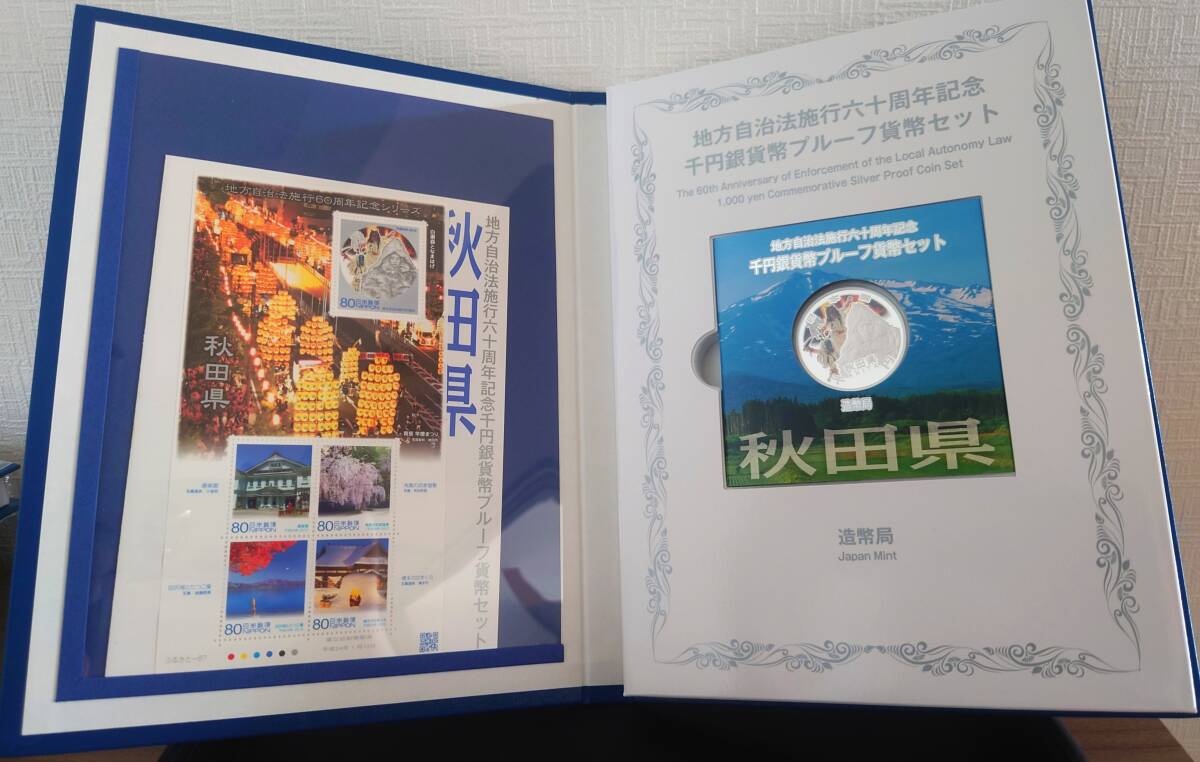 地方自治法施行60周年記念シリーズ
80 日本郵便
NIPPON
秋田県
80 日本郵便
NIPPON
80 日本郵便
NIPPON
80 日本郵便
NIPPON
80 日本郵便
NIPPON
地方自治法施行六十周年記念千円銀貨幣プルーフ貨幣セット
秋田県
地方自治法施行六十周年記念
千円銀貨幣プルーフ貨幣セット
The 60th Anniversary of Enforcement of the Local Autonomy Law
1,000 yen Commemorative Silver Proof Coin Set
地方自治法施行六十周年記念
千円銀貨幣プルーフ貨幣セット
造幣局
秋田県
造幣局
Japan Mint